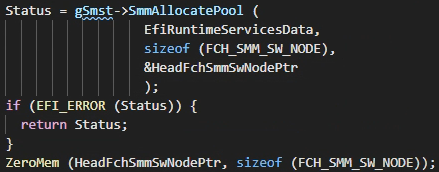 Status = gSmst->SmmAllocatePool (
EfiRuntimeServicesData,
sizeof (FCH_SMM_SW_NODE),
&HeadFchSmmSwNodePtr
);
if (EFI_ERROR (Status)) {
return Status;
}
ZeroMem (HeadFchSmmSwNodePtr, sizeof (FCH_SMM_SW_NODE));